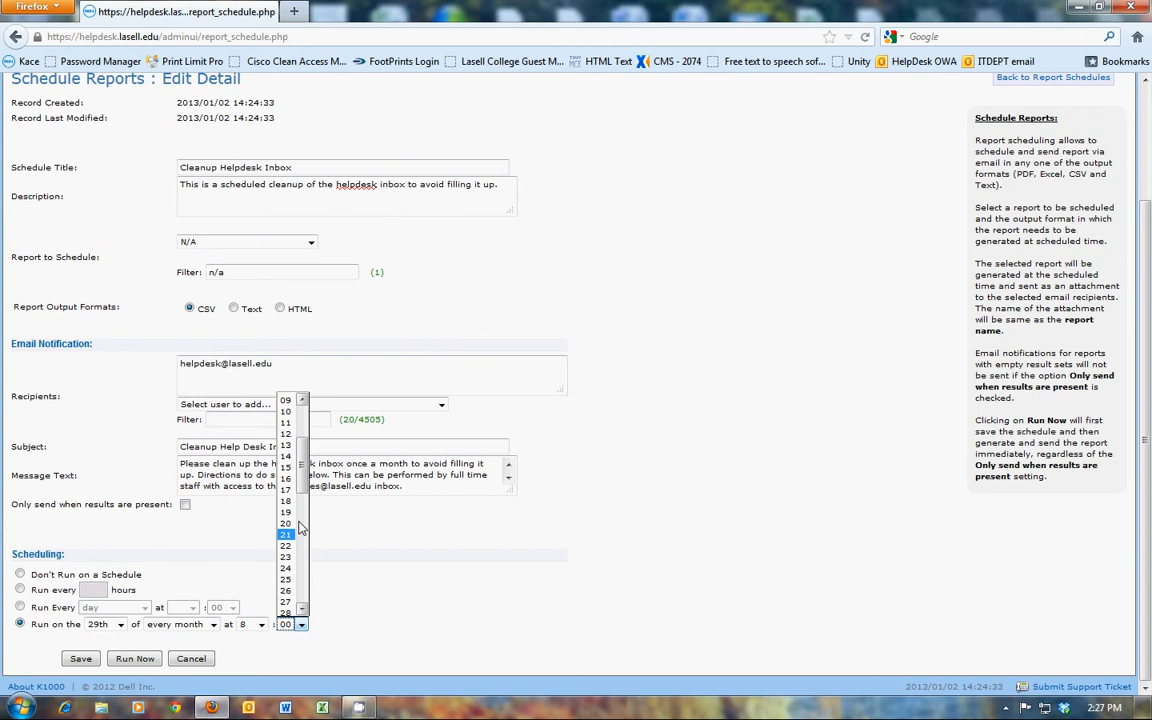 Firefox
https://helpdesk.las...report_schedule.php
https://helpdesk.lasell.edu/adminui/report_schedule.php
Google
Kace
Password Manager
Print Limit Pro
Cisco Clean Access M...
FootPrints Login
Lasell College Guest M...
HTML Text
CMS - 2074
Free text to speech sof...
Unity
HelpDesk OWA
ITDEPT email
Bookmarks
Schedule Reports : Edit Detail
Back to Report Schedules
Record Created: 2013/01/02 14:24:33
Record Last Modified: 2013/01/02 14:24:33
Schedule Title: Cleanup Helpdesk Inbox
Description: This is a scheduled cleanup of the helpdesk inbox to avoid filling it up.
N/A
Report to Schedule:
Filter: n/a (1)
Report Output Formats: CSV Text HTML
Email Notification:
helpdesk@lasell.edu
Recipients:
Select user to add...
Filter: (20/4505)
Subject: Cleanup Help Desk In
Message Text: Please clean up the h k inbox once a month to avoid filling it
up. Directions to do s elow. This can be performed by full time
staff with access to th es@lasell.edu inbox.
Only send when results are present:
09
10
11
12
13
14
15
16
17
18
19
20
21
22
23
24
25
26
27
28
Scheduling:
Don't Run on a Schedule
Run every hours
Run Every day at : 00
Run on the 29th of every month at 8 : 00
Save
Run Now
Cancel
Schedule Reports:
Report scheduling allows to
schedule and send report via
email in any one of the output
formats (PDF, Excel, CSV and
Text).
Select a report to be scheduled
and the output format in which
the report needs to be
generated at scheduled time.
The selected report will be
generated at the scheduled
time and sent as an attachment
to the selected email recipients.
The name of the attachment
will be same as the report
name.
Email notifications for reports
with empty result sets will not
be sent if the option Only send
when results are present is
checked.
Clicking on Run Now will first
save the schedule and then
generate and send the report
immediately, regardless of the
Only send when results are
present setting.
About K1000 © 2012 Dell Inc.
2013/01/02 14:24:33
Submit Support Ticket
2:27 PM